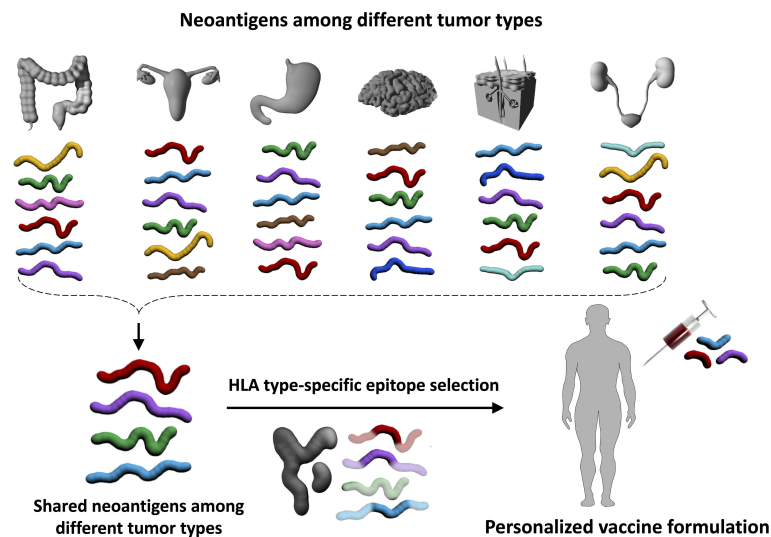 Neoantigens among different tumor types
HLA type-specific epitope selection
Shared neoantigens among
different tumor types
Personalized vaccine formulation